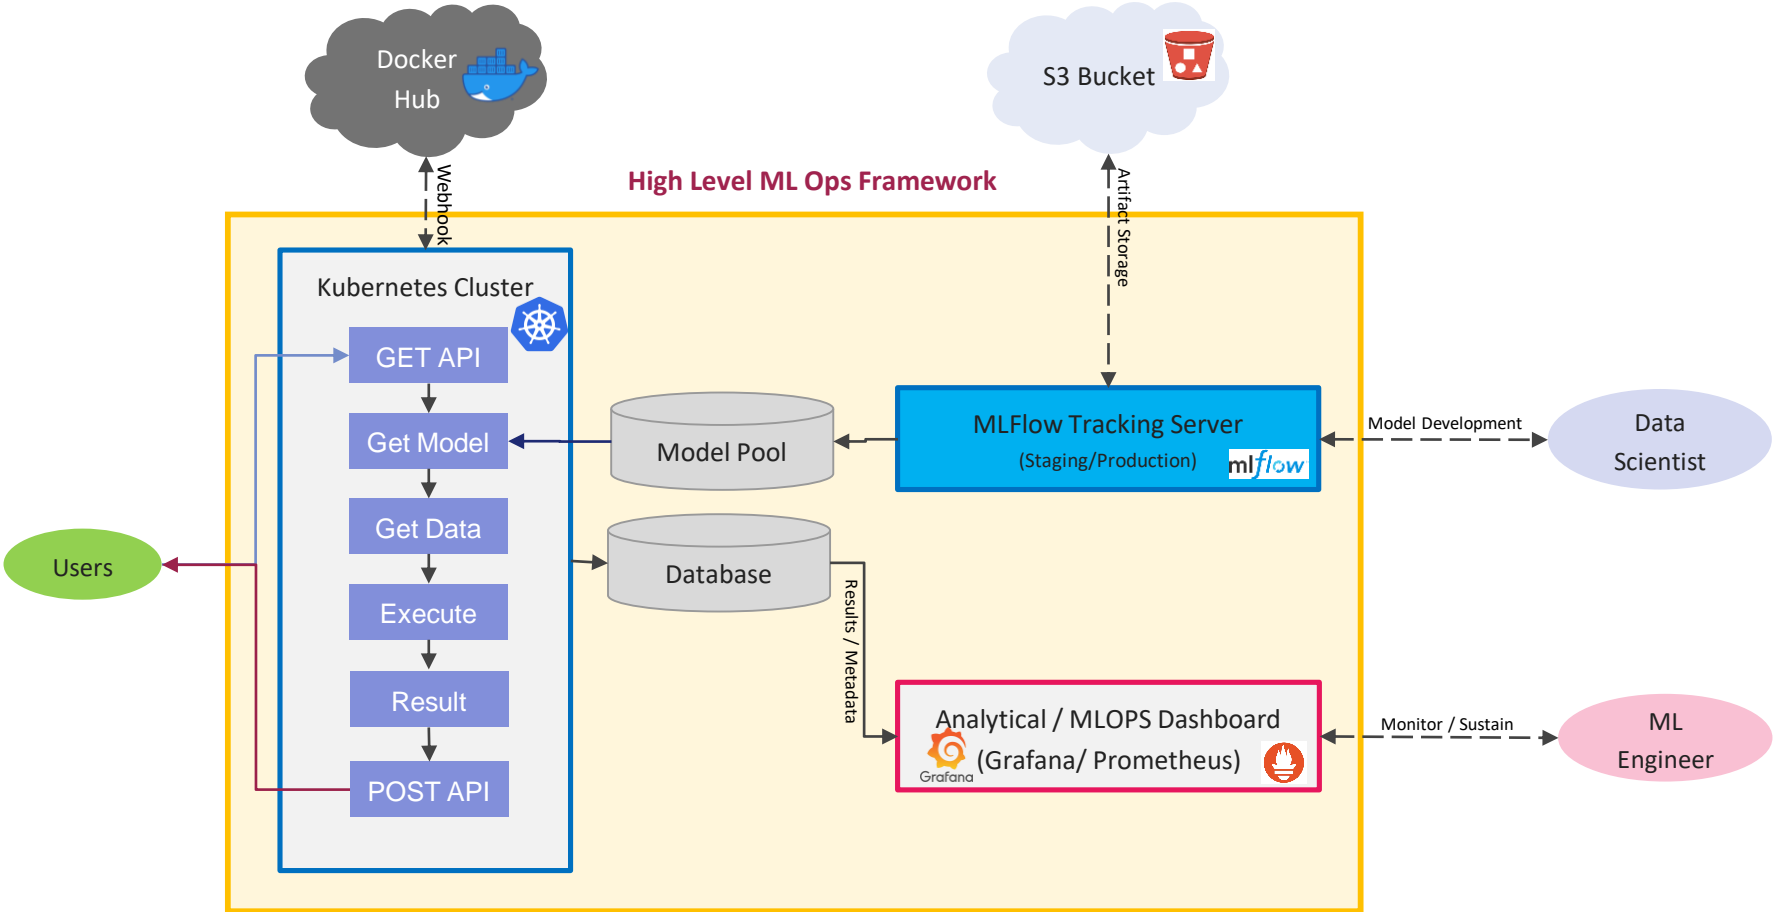 Docker
Hub
S3 Bucket
Webhook
High Level ML Ops Framework
Artifact Storage
Kubernetes Cluster
GET API
Get Model
Get Data
Execute
Result
POST API
Users
Model Pool
Database
Results / Metadata
MLFlow Tracking Server
(Staging/Production)
mlflow
Model Development
Data
Scientist
Analytical / MLOPS Dashboard
(Grafana/ Prometheus)
Grafana
Monitor / Sustain
ML
Engineer